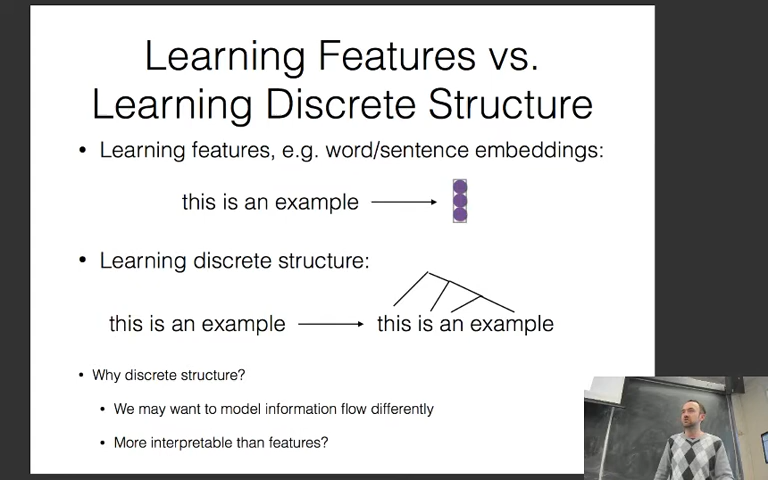 Learning Features vs.
Learning Discrete Structure
• Learning features, e.g. word/sentence embeddings:
this is an example
• Learning discrete structure:
this is an example this is an example
• Why discrete structure?
• We may want to model information flow differently
• More interpretable than features?